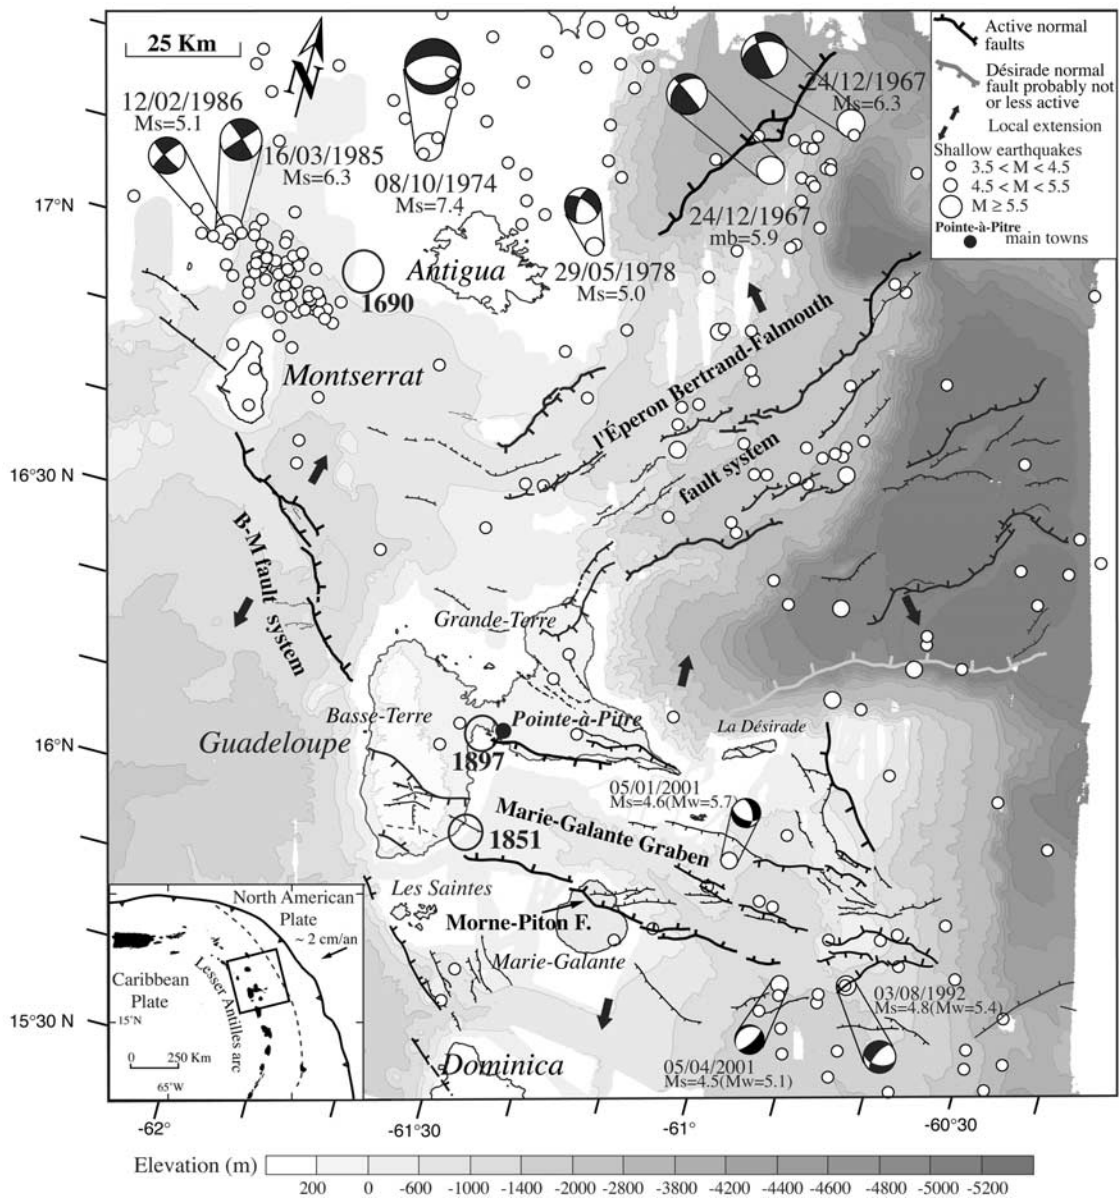 25 Km
N
12/02/1986
Ms=5.1
16/03/1985
Ms=6.3
08/10/1974
Ms=7.4
24/12/1967
Ms=6.3
24/12/1967
mb=5.9
29/05/1978
Ms=5.0
Active normal
faults
Désirade normal
fault probably not
or less active
Local extension
Shallow earthquakes
3.5 < M < 4.5
4.5 < M < 5.5
M ≥ 5.5
Pointe-à-Pitre
main towns
17°N
Antigua
1690
Montserrat
l'Éperon Bertrand-Falmouth
fault system
16°30 N
B-M fault
system
Grande-Terre
Basse-Terre
Pointe-à-Pitre
La Désirade
Guadeloupe
16°N
1897
05/01/2001
Ms=4.6(Mw=5.7)
1851
Marie-Galante Graben
Les Saintes
Morne-Piton F.
Marie-Galante
03/08/1992
Ms=4.8(Mw=5.4)
05/04/2001
Ms=4.5(Mw=5.1)
Dominica
15°30 N
North American
Plate
~ 2 cm/an
Caribbean
Plate
Lesser Antilles arc
15°N
0 250 Km
65°W
-62° -61°30 -61° -60°30
Elevation (m)
200 0 -600 -1000 -1400 -2000 -2800 -3800 -4200 -4400 -4600 -4800 -5000 -5200